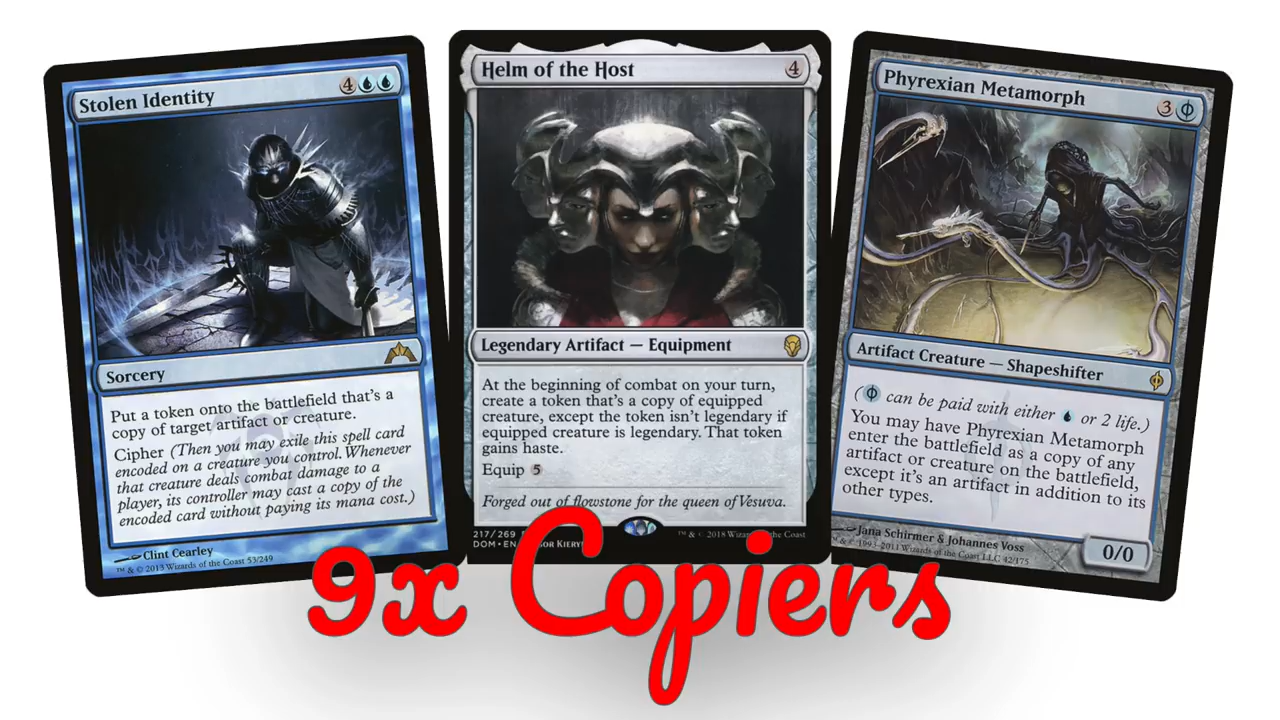 Stolen Identity 4
Sorcery
Put a token onto the battlefield that's a
copy of target artifact or creature.
Cipher (Then you may exile this spell card
encoded on a creature you control. Whenever
that creature deals combat damage to a
player, its controller may cast a copy of the
encoded card without paying its mana cost.)
Clint Cearley
™ & © 2013 Wizards of the Coast 53/249
Helm of the Host 4
Legendary Artifact — Equipment
At the beginning of combat on your turn,
create a token that's a copy of equipped
creature, except the token isn't legendary if
equipped creature is legendary. That token
gains haste.
Equip 5
Forged out of flowstone for the queen of Vesuva.
217/269
DOM • EN
™ & © 2018 Wizards of the Coast
Phyrexian Metamorph 3
Artifact Creature — Shapeshifter
( can be paid with either or 2 life.)
You may have Phyrexian Metamorph
enter the battlefield as a copy of any
artifact or creature on the battlefield,
except it's an artifact in addition to its
other types.
Jana Schirmer & Johannes Voss
™ & © 1993–2011 Wizards of the Coast LLC 42/175
0/0
9x Copiers